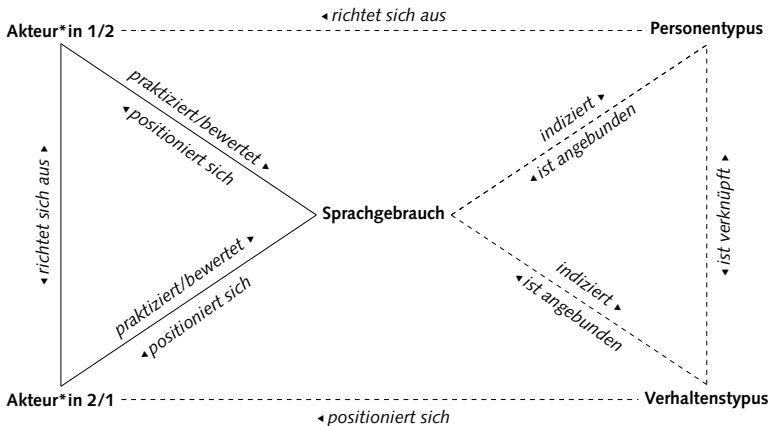 ◂ richtet sich aus
Akteur*in 1/2
Personentypus
praktiziert/bewertet ▸
◂ positioniert sich
indiziert ▸
◂ ist angebunden
◂ richtet sich aus ▸
Sprachgebrauch
◂ ist verknüpft ▸
praktiziert/bewertet ▸
◂ positioniert sich
indiziert ▸
◂ ist angebunden
Akteur*in 2/1
Verhaltenstypus
◂ positioniert sich